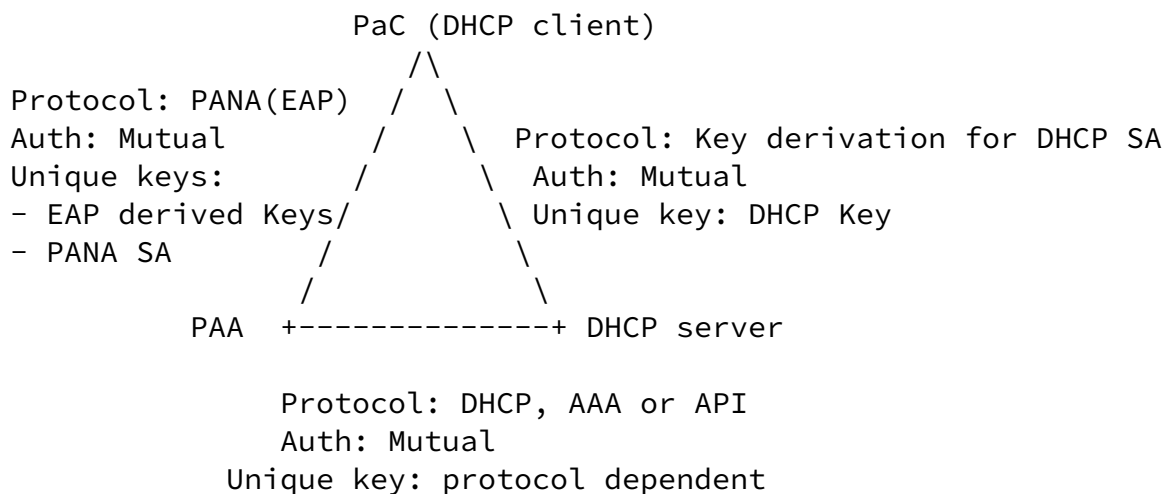 PaC (DHCP client)
/\
Protocol: PANA(EAP) / \
Auth: Mutual / \ Protocol: Key derivation for DHCP SA
Unique keys: / \ Auth: Mutual
- EAP derived Keys/ \ Unique key: DHCP Key
- PANA SA / \
/ \
PAA +--------------+ DHCP server
Protocol: DHCP, AAA or API
Auth: Mutual
Unique key: protocol dependent